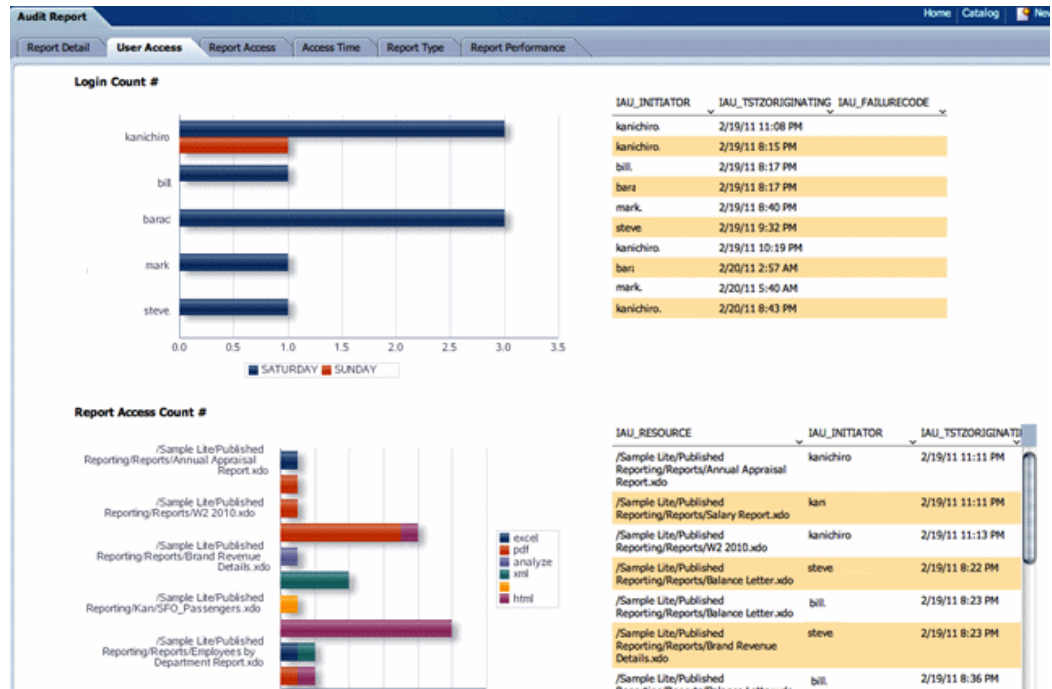 Audit Report
Home Catalog New
Report Detail User Access Report Access Access Time Report Type Report Performance
Login Count #
kanichiro
bill
barac
mark
steve
0.0 0.5 1.0 1.5 2.0 2.5 3.0 3.5
SATURDAY SUNDAY
IAU_INITIATOR IAU_TSTZORIGINATING IAU_FAILURECODE
kanichiro. 2/19/11 11:08 PM
kanichiro. 2/19/11 8:15 PM
bill. 2/19/11 8:17 PM
bara 2/19/11 8:17 PM
mark. 2/19/11 8:40 PM
steve 2/19/11 9:32 PM
kanichiro. 2/19/11 10:19 PM
bara 2/20/11 2:57 AM
mark. 2/20/11 5:40 AM
kanichiro. 2/20/11 8:43 PM
Report Access Count #
/Sample Lite/Published
Reporting/Reports/Annual Appraisal
Report.xdo
/Sample Lite/Published
Reporting/Reports/W2 2010.xdo
/Sample Lite/Published
Reporting/Reports/Brand Revenue
Details.xdo
/Sample Lite/Published
Reporting/Kan/SFO_Passengers.xdo
/Sample Lite/Published
Reporting/Reports/Employees by
Department Report.xdo
excel
pdf
analyze
xml
html
IAU_RESOURCE IAU_INITIATOR IAU_TSTZORIGINATI
/Sample Lite/Published kanichiro 2/19/11 11:11 PM
Reporting/Reports/Annual Appraisal
Report.xdo
/Sample Lite/Published kan 2/19/11 11:11 PM
Reporting/Reports/Salary Report.xdo
/Sample Lite/Published kanichiro 2/19/11 11:13 PM
Reporting/Reports/W2 2010.xdo
/Sample Lite/Published steve 2/19/11 8:22 PM
Reporting/Reports/Balance Letter.xdo
/Sample Lite/Published bill. 2/19/11 8:23 PM
Reporting/Reports/Balance Letter.xdo
/Sample Lite/Published steve 2/19/11 8:23 PM
Reporting/Reports/Brand Revenue
Details.xdo
/Sample Lite/Published bill. 2/19/11 8:36 PM